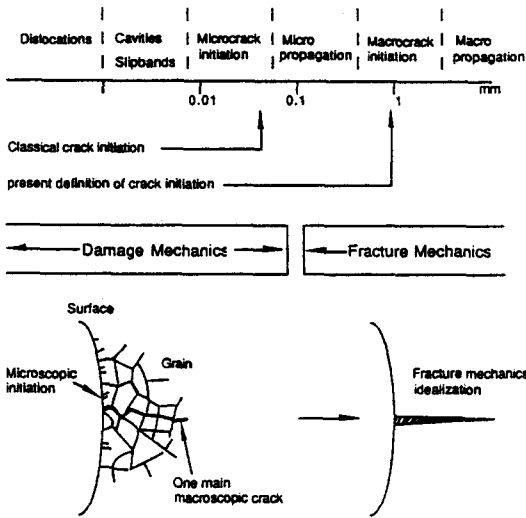 Dislocations
Cavities
Slipbands
Microcrack
initiation
Micro
propagation
Macrocrack
initiation
Macro
propagation
0.01
0.1
1
mm
Classical crack initiation
present definition of crack initiation
Damage Mechanics
Fracture Mechanics
Surface
Microscopic
initiation
Grain
One main
macroscopic crack
Fracture mechanics
idealization